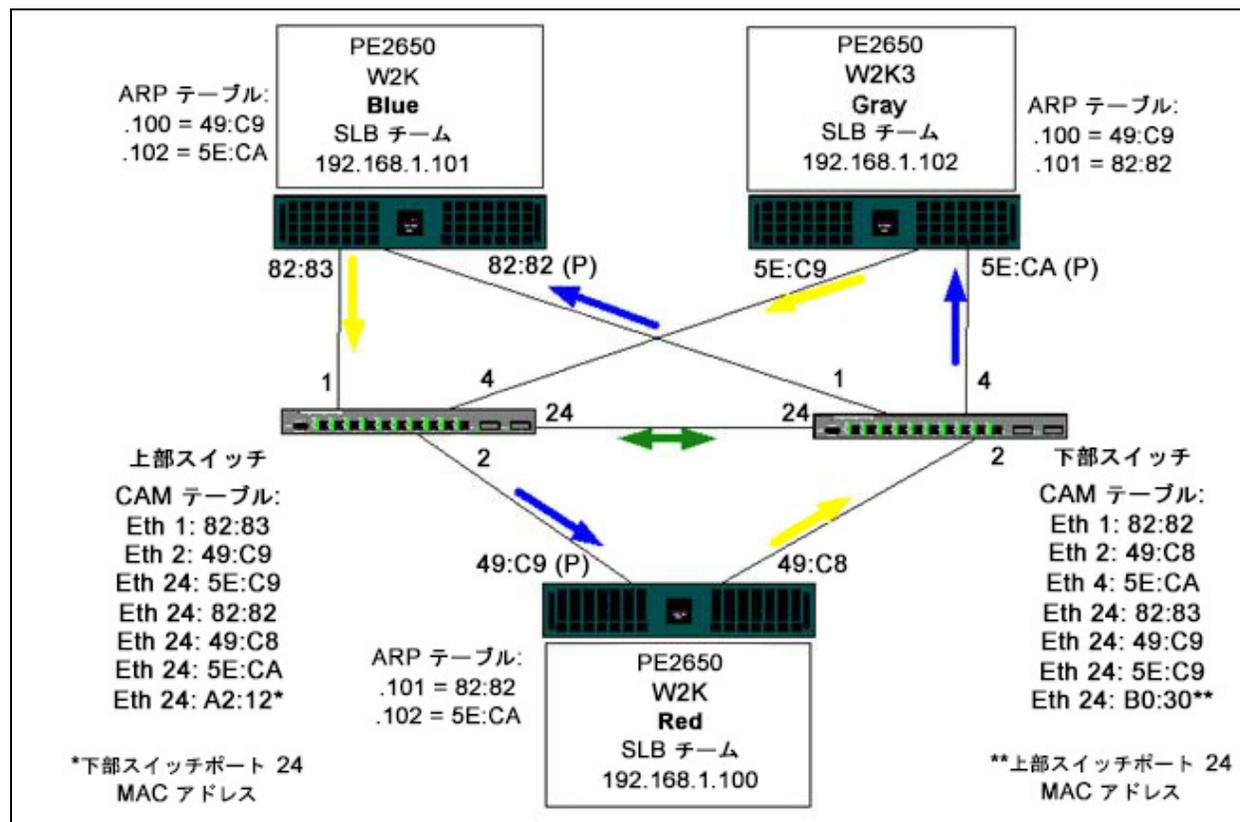 PE2650
W2K
Blue
SLB チーム
192.168.1.101
ARP テーブル:
.100 = 49:C9
.102 = 5E:CA
PE2650
W2K3
Gray
SLB チーム
192.168.1.102
ARP テーブル:
.100 = 49:C9
.101 = 82:82
82:83
82:82 (P)
5E:C9
5E:CA (P)
1
4
1
4
24
24
2
2
上部スイッチ
CAM テーブル:
Eth 1: 82:83
Eth 2: 49:C9
Eth 24: 5E:C9
Eth 24: 82:82
Eth 24: 49:C8
Eth 24: 5E:CA
Eth 24: A2:12*
*下部スイッチポート 24
MAC アドレス
下部スイッチ
CAM テーブル:
Eth 1: 82:82
Eth 2: 49:C8
Eth 4: 5E:CA
Eth 24: 82:83
Eth 24: 49:C9
Eth 24: 5E:C9
Eth 24: B0:30**
**上部スイッチポート 24
MAC アドレス
49:C9 (P)
49:C8
ARP テーブル:
.101 = 82:82
.102 = 5E:CA
PE2650
W2K
Red
SLB チーム
192.168.1.100